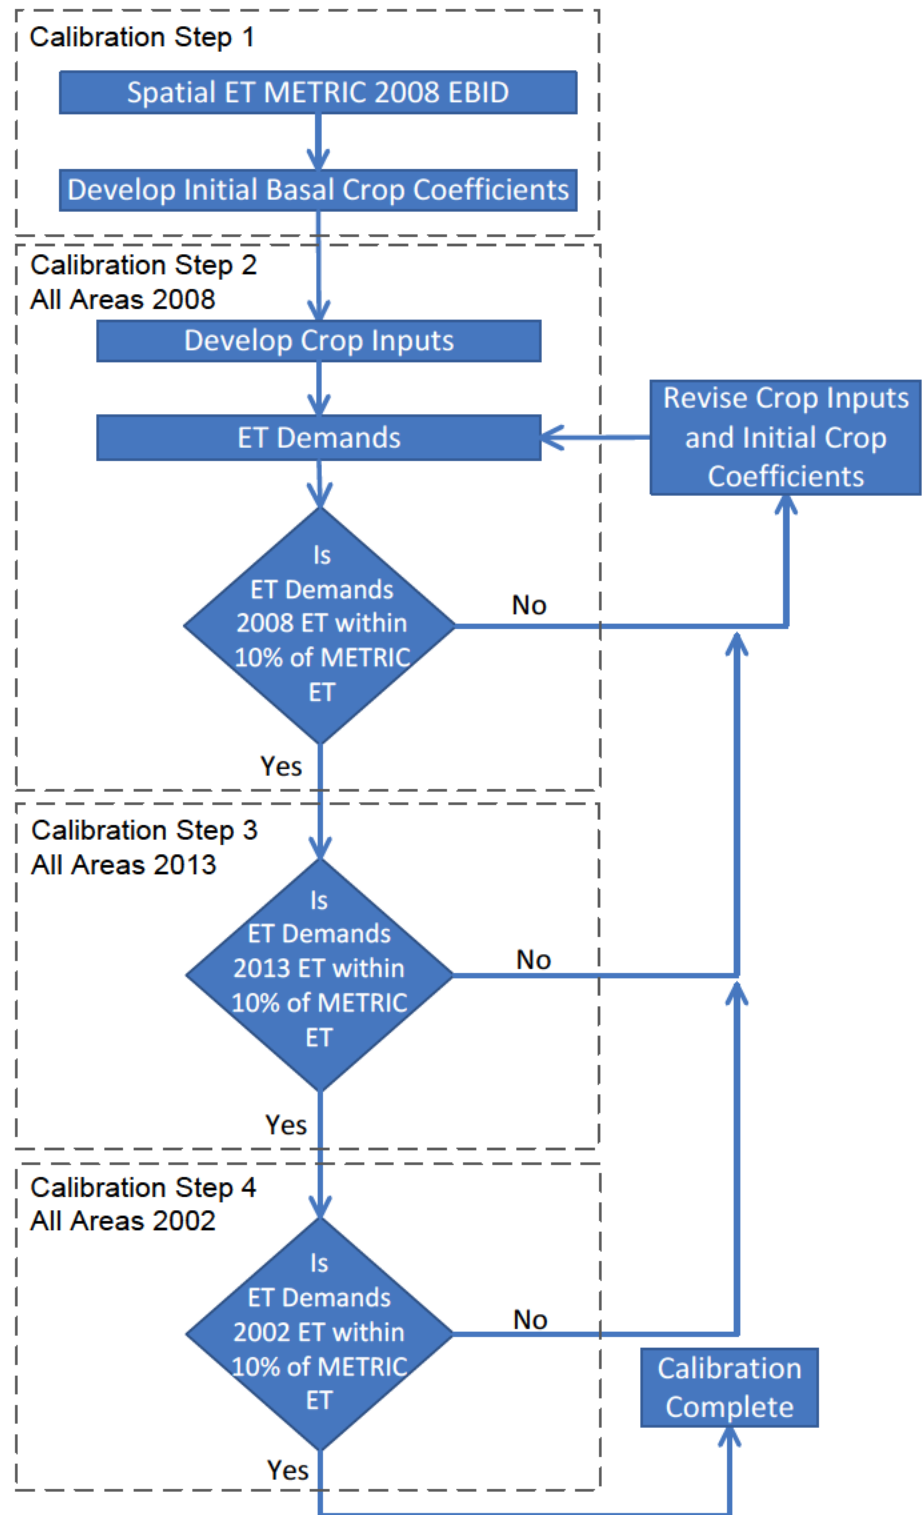 Calibration Step 1
Spatial ET METRIC 2008 EBID
Develop Initial Basal Crop Coefficients
Calibration Step 2
All Areas 2008
Develop Crop Inputs
ET Demands
Revise Crop Inputs
and Initial Crop
Coefficients
Is
ET Demands
2008 ET within
10% of METRIC
ET
No
Yes
Calibration Step 3
All Areas 2013
Is
ET Demands
2013 ET within
10% of METRIC
ET
No
Yes
Calibration Step 4
All Areas 2002
Is
ET Demands
2002 ET within
10% of METRIC
ET
No
Yes
Calibration
Complete